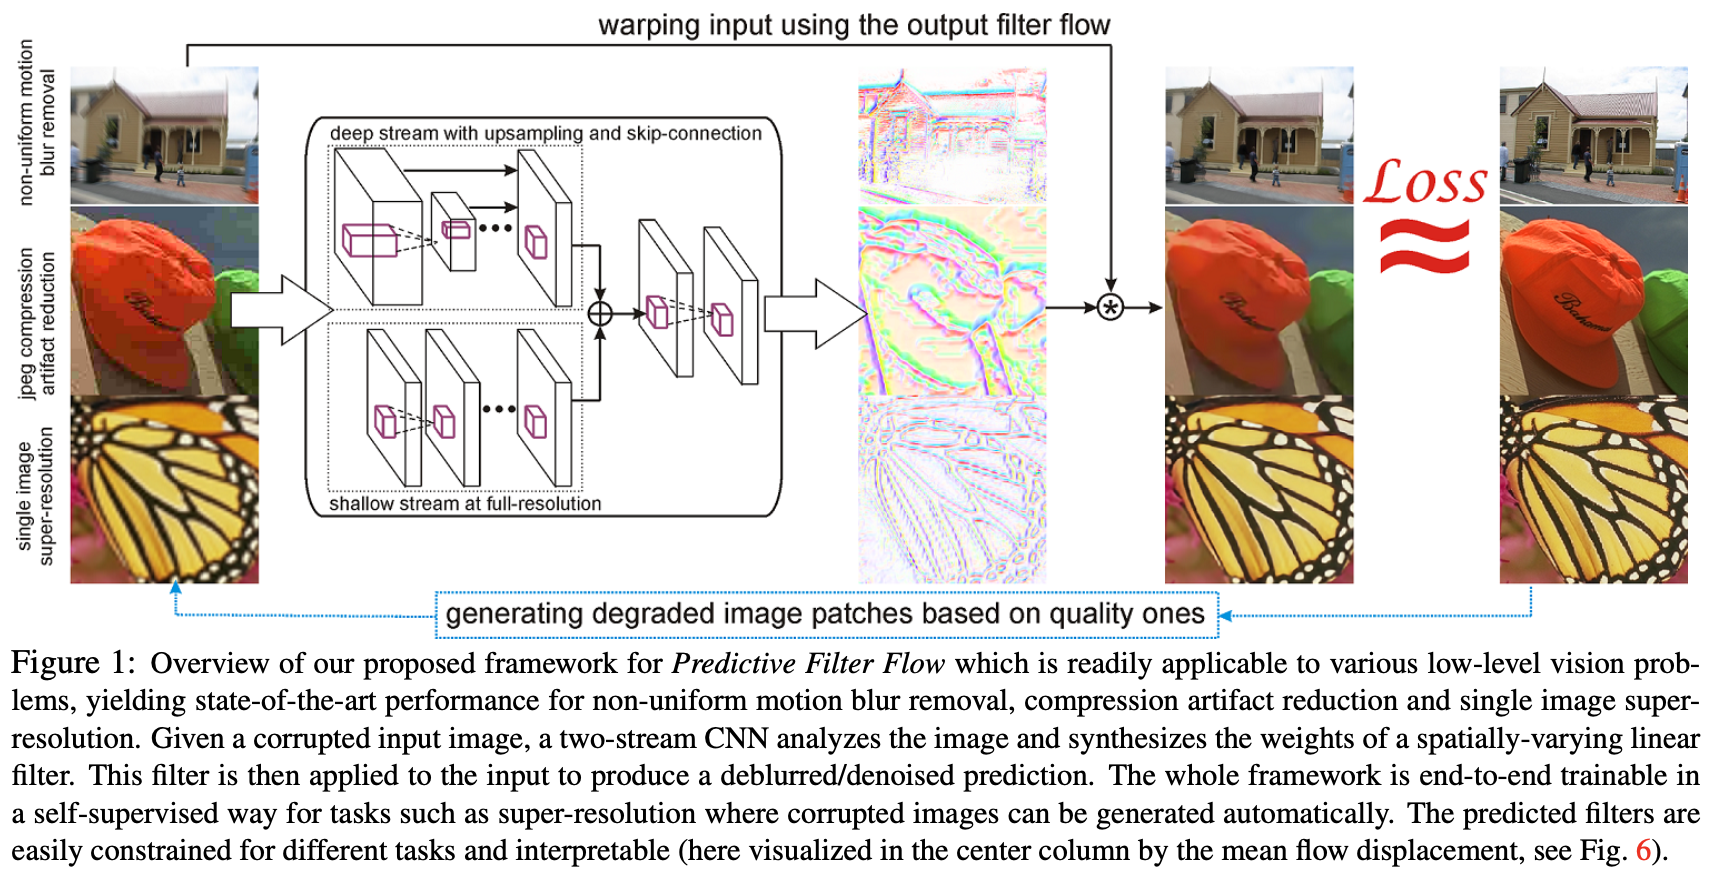 warping input using the output filter flow
non-uniform motion
blur removal
jpeg compression
artifact reduction
single image
super-resolution
deep stream with upsampling and skip-connection
shallow stream at full-resolution
Loss
Bahamas
generating degraded image patches based on quality ones
Figure 1: Overview of our proposed framework for Predictive Filter Flow which is readily applicable to various low-level vision prob-
lems, yielding state-of-the-art performance for non-uniform motion blur removal, compression artifact reduction and single image super-
resolution. Given a corrupted input image, a two-stream CNN analyzes the image and synthesizes the weights of a spatially-varying linear
filter. This filter is then applied to the input to produce a deblurred/denoised prediction. The whole framework is end-to-end trainable in
a self-supervised way for tasks such as super-resolution where corrupted images can be generated automatically. The predicted filters are
easily constrained for different tasks and interpretable (here visualized in the center column by the mean flow displacement, see Fig. 6).